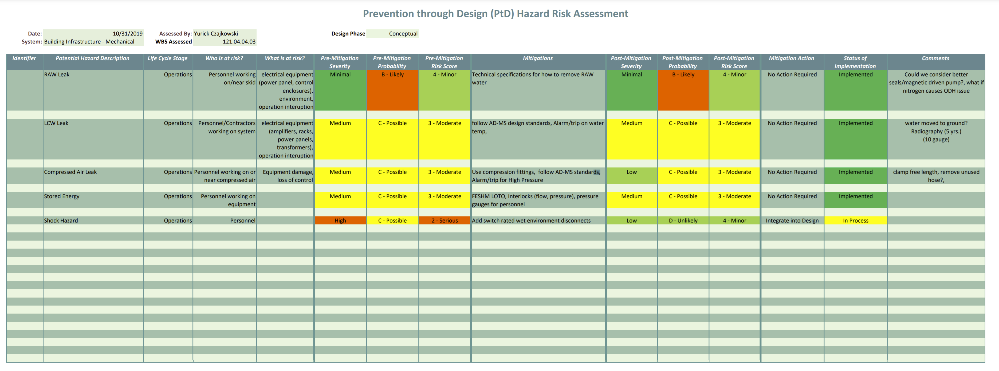 Prevention through Design (PtD) Hazard Risk Assessment
Date: 10/31/2019 Assessed By: Yurick Czajkowski Design Phase Conceptual
System: Building Infrastructure - Mechanical WBS Assessed 121.04.04.03
Identifier
Potential Hazard Description
Life Cycle Stage
Who is at risk?
What is at risk?
Pre-Mitigation
Severity
Pre-Mitigation
Probability
Pre-Mitigation
Risk Score
Mitigations
Post-Mitigation
Severity
Post-Mitigation
Probability
Post-Mitigation
Risk Score
Mitigation Action
Status of
Implementation
Comments
RAW Leak
Operations
Personnel working
on/near skid
electrical equipment
(power panel, control
enclosures),
environment,
operation interuption
Minimal
B - Likely
4 - Minor
Technical specifications for how to remove RAW
water
Minimal
B - Likely
4 - Minor
No Action Required
Implemented
Could we consider better
seals/magnetic driven pump?, what if
nitrogen causes ODH issue
LCW Leak
Operations
Personnel/Contractors
working on system
electrical equipment
(amplifiers, racks,
power panels,
transformers),
operation interuption
Medium
C - Possible
3 - Moderate
follow AD-MS design standards, Alarm/trip on water
temp,
Medium
C - Possible
3 - Moderate
No Action Required
Implemented
water moved to ground?
Radiography (5 yrs.)
(10 gauge)
Compressed Air Leak
Operations
Personnel working on or
near compressed air
Equipment damage,
loss of control
Medium
C - Possible
3 - Moderate
Use compression fittings,  follow AD-MS standards,
Alarm/trip for High Pressure
Low
C - Possible
3 - Moderate
No Action Required
Implemented
clamp free length, remove unused
hose?,
Stored Energy
Operations
Personnel working on
equipment
Medium
C - Possible
3 - Moderate
FESHM LOTO, Interlocks (flow, pressure), pressure
gauges for personnel
Medium
C - Possible
3 - Moderate
No Action Required
Implemented
Shock Hazard
Operations
Personnel
High
C - Possible
2 - Serious
Add switch rated wet environment disconnects
Low
D - Unlikely
4 - Minor
Integrate into Design
In Process